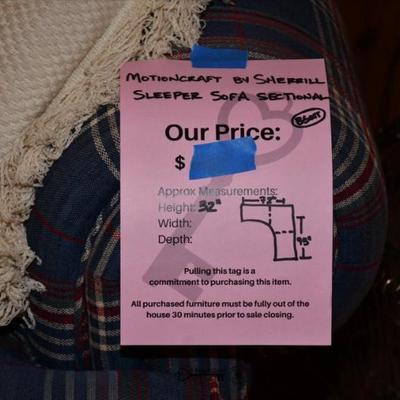 MOTIONCRAFT BY SHERRILL
SLEEPER SOFA SECTIONAL
Our Price:
$
Approx Measurements:
Height: 32"
Width:
Depth:
95"
Pulling this tag is a
commitment to purchasing this item.
All purchased furniture must be fully out of the
house 30 minutes prior to sale closing.